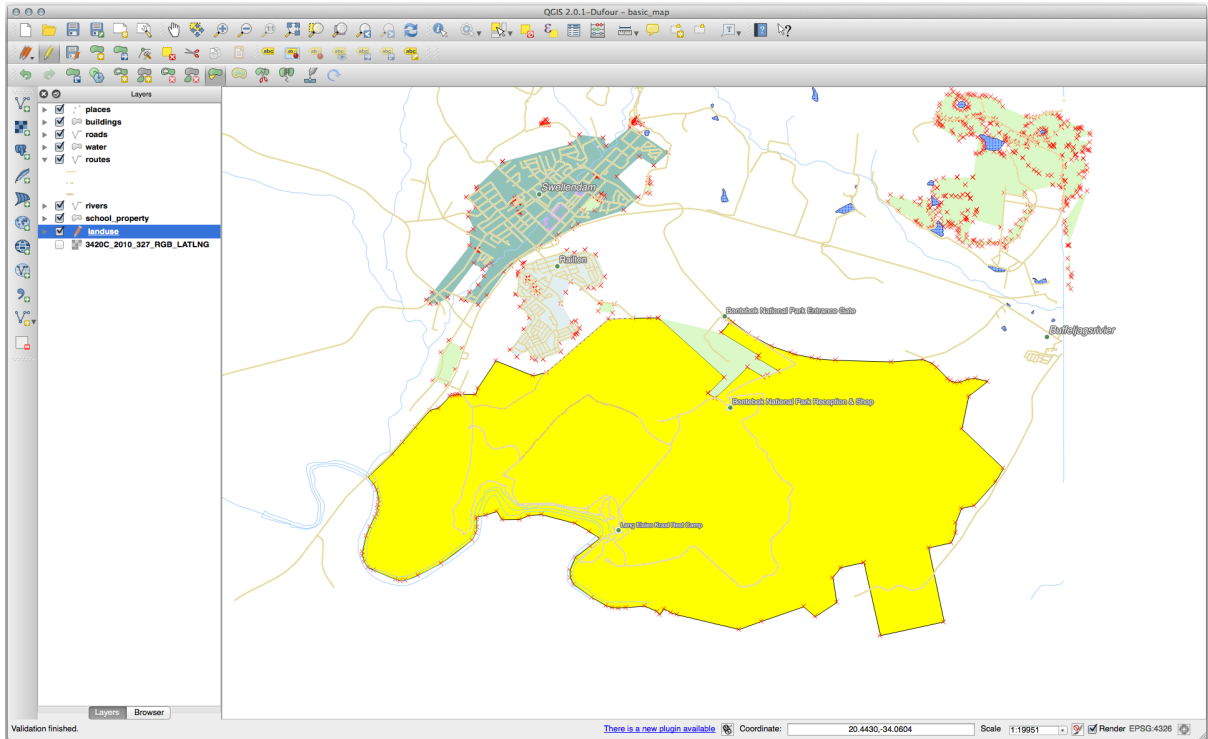 QGIS 2.0.1-Dufour – basic_map
Layers
places
buildings
roads
water
routes
rivers
school_property
landuse
3420C_2010_327_RGB_LATLNG
Swellendam
Railton
Bontebok National Park Entrance Gate
Buffeljagsrivier
Bontebok National Park Reception & Shop
Lang Elsies Kraal Rest Camp
Layers Browser
Validation finished. There is a new plugin available Coordinate: 20.4430,-34.0604 Scale 1:19951 Render EPSG:4326